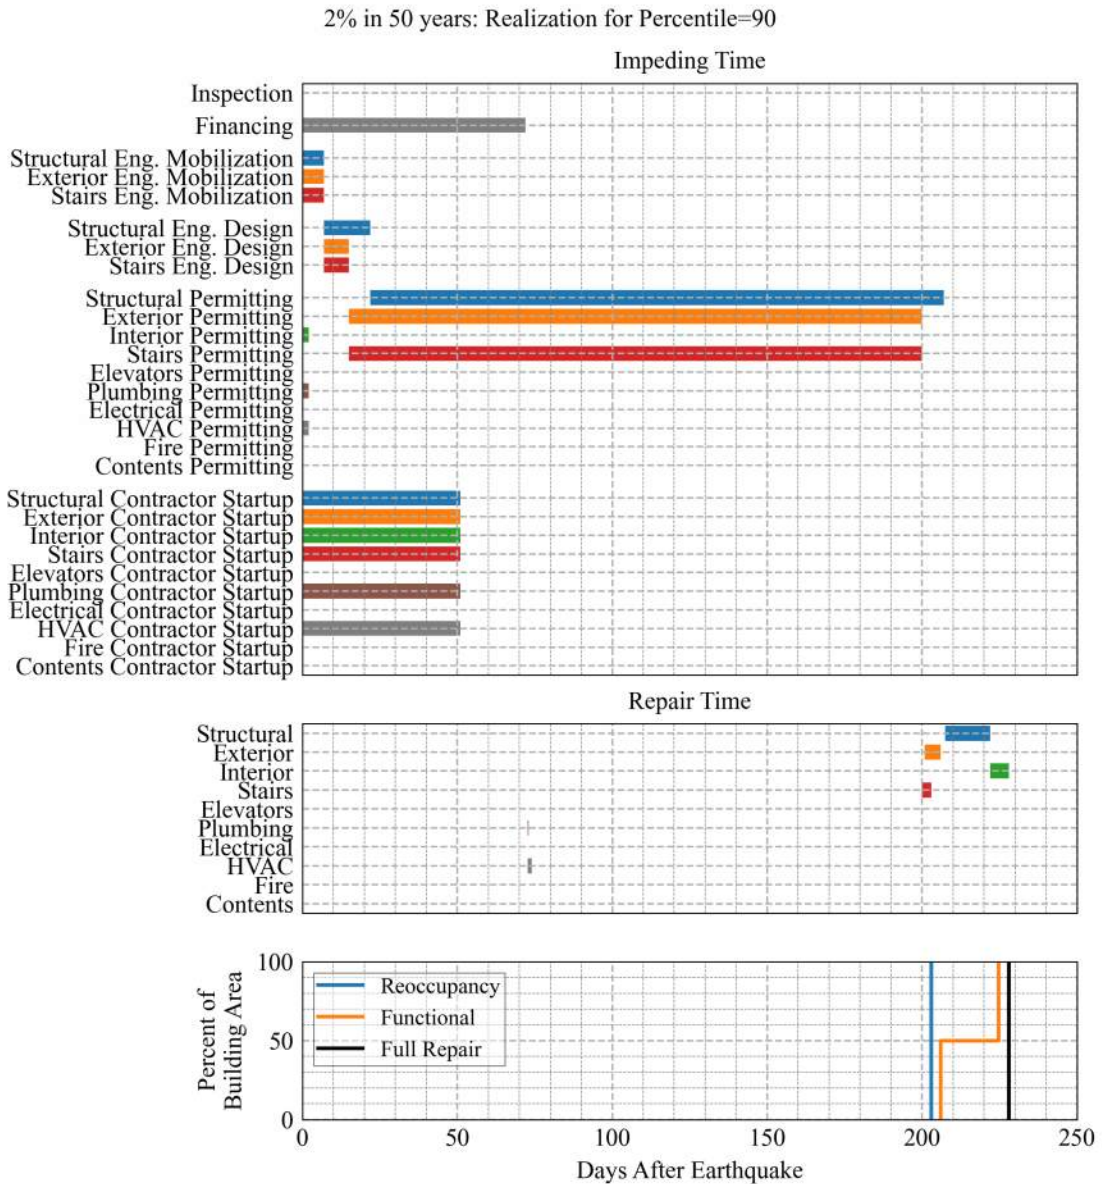 2% in 50 years: Realization for Percentile=90
Impeding Time
Inspection
Financing
Structural Eng. Mobilization
Exterior Eng. Mobilization
Stairs Eng. Mobilization
Structural Eng. Design
Exterior Eng. Design
Stairs Eng. Design
Structural Permitting
Exterior Permitting
Interior Permitting
Stairs Permitting
Elevators Permitting
Plumbing Permitting
Electrical Permitting
HVAC Permitting
Fire Permitting
Contents Permitting
Structural Contractor Startup
Exterior Contractor Startup
Interior Contractor Startup
Stairs Contractor Startup
Elevators Contractor Startup
Plumbing Contractor Startup
Electrical Contractor Startup
HVAC Contractor Startup
Fire Contractor Startup
Contents Contractor Startup
Repair Time
Structural
Exterior
Interior
Stairs
Elevators
Plumbing
Electrical
HVAC
Fire
Contents
Percent of
Building Area
100
50
0
Reoccupancy
Functional
Full Repair
0 50 100 150 200 250
Days After Earthquake